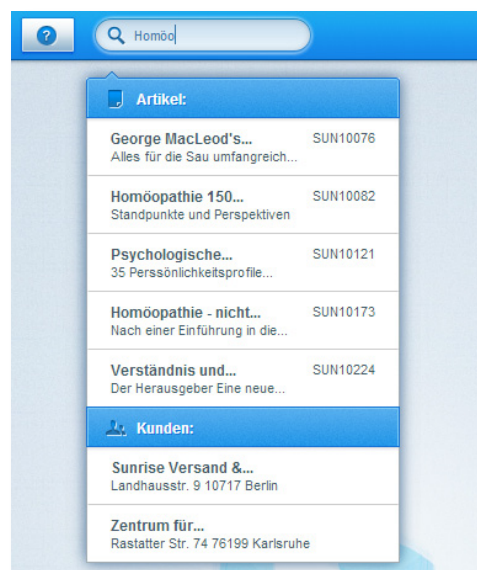 ?
Homöo
Artikel:
George MacLeod's... SUN10076
Alles für die Sau umfangreich...
Homöopathie 150... SUN10082
Standpunkte und Perspektiven
Psychologische... SUN10121
35 Perssönlichkeitsprofile...
Homöopathie - nicht... SUN10173
Nach einer Einführung in die...
Verständnis und... SUN10224
Der Herausgeber Eine neue...
Kunden:
Sunrise Versand &...
Landhausstr. 9 10717 Berlin
Zentrum für...
Rastatter Str. 74 76199 Karlsruhe